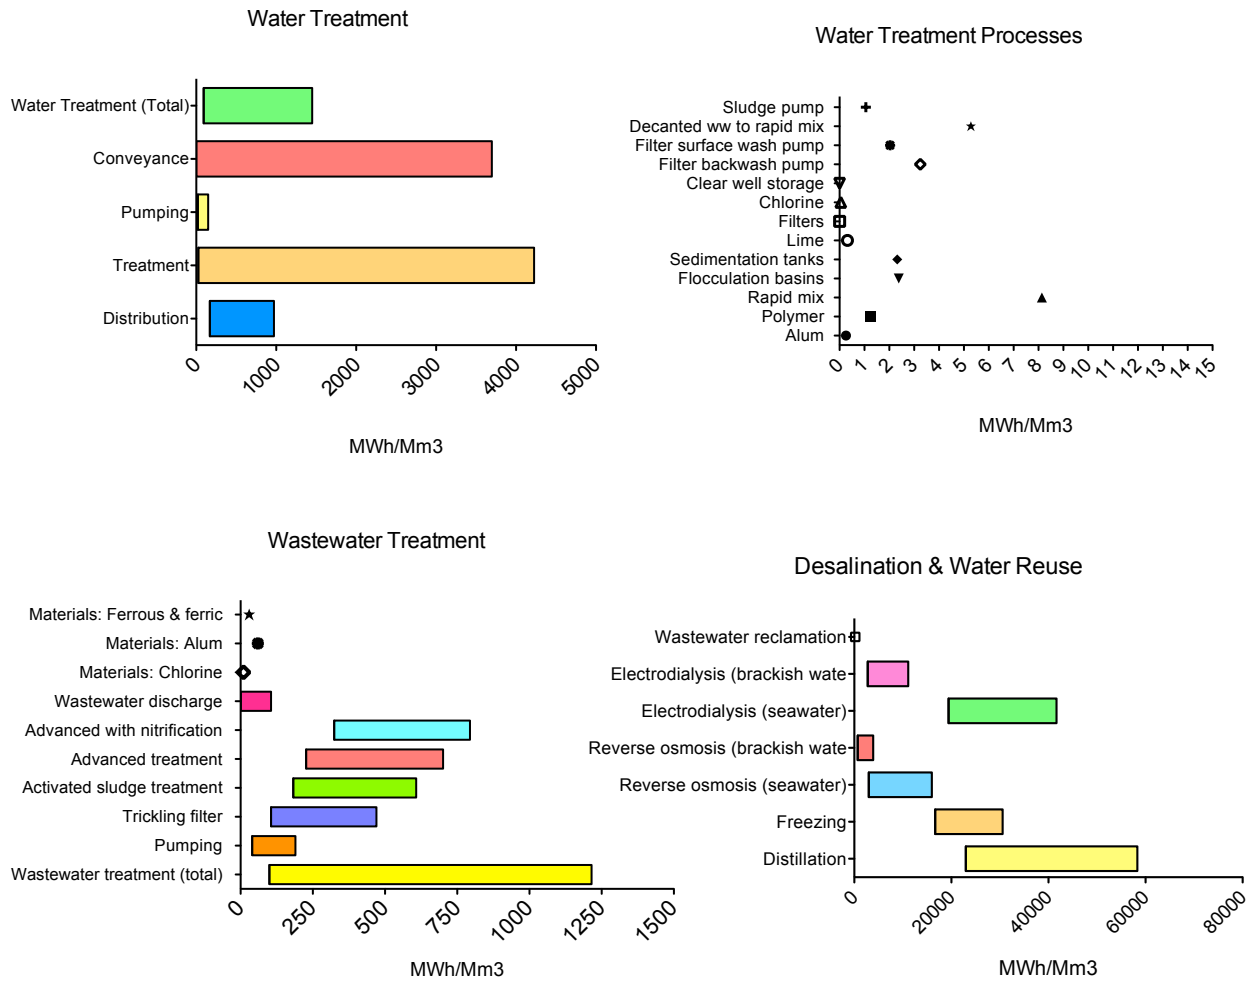 Water Treatment
Water Treatment (Total)
Conveyance
Pumping
Treatment
Distribution
0 1000 2000 3000 4000 5000
MWh/Mm3
Water Treatment Processes
Sludge pump
Decanted ww to rapid mix
Filter surface wash pump
Filter backwash pump
Clear well storage
Chlorine
Filters
Lime
Sedimentation tanks
Flocculation basins
Rapid mix
Polymer
Alum
0 1 2 3 4 5 6 7 8 9 10 11 12 13 14 15
MWh/Mm3
Wastewater Treatment
Materials: Ferrous & ferric
Materials: Alum
Materials: Chlorine
Wastewater discharge
Advanced with nitrification
Advanced treatment
Activated sludge treatment
Trickling filter
Pumping
Wastewater treatment (total)
0 250 500 750 1000 1250 1500
MWh/Mm3
Desalination & Water Reuse
Wastewater reclamation
Electrodialysis (brackish wate
Electrodialysis (seawater)
Reverse osmosis (brackish wate
Reverse osmosis (seawater)
Freezing
Distillation
0 20000 40000 60000 80000
MWh/Mm3